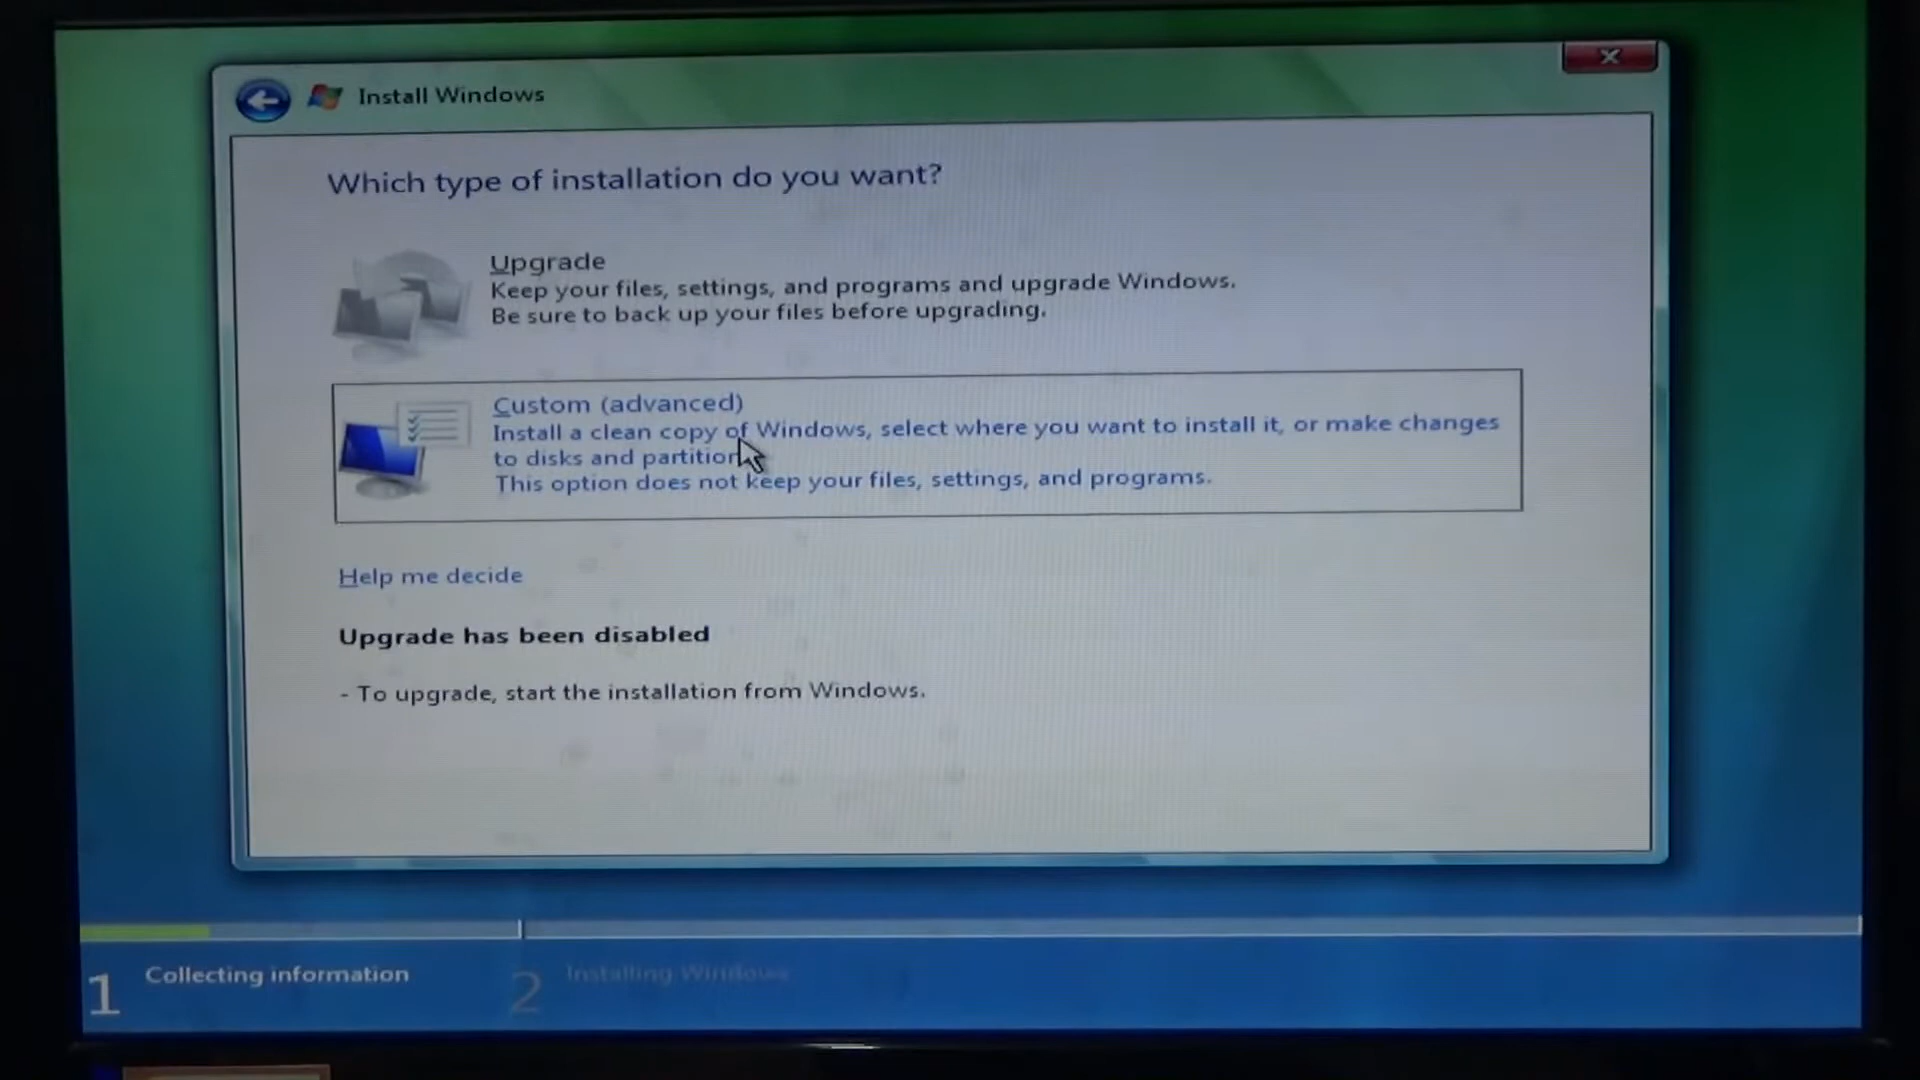 Install Windows
Which type of installation do you want?
Upgrade
Keep your files, settings, and programs and upgrade Windows.
Be sure to back up your files before upgrading.
Custom (advanced)
Install a clean copy of Windows, select where you want to install it, or make changes
to disks and partition
This option does not keep your files, settings, and programs.
Help me decide
Upgrade has been disabled
- To upgrade, start the installation from Windows.
1 Collecting information
2 Installing Windows